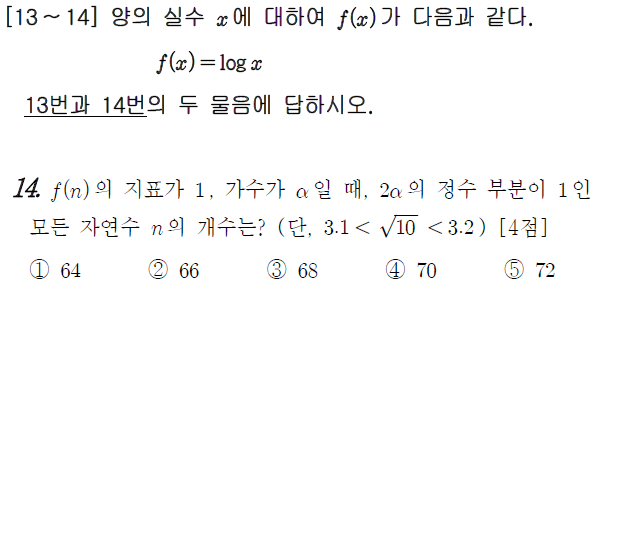 [13～14] 양의 실수 x에 대하여 f(x)가 다음과 같다.
f(x)=log x
13번과 14번의 두 물음에 답하시오.
14. f(n)의 지표가 1, 가수가 α일 때, 2α의 정수 부분이 1인
모든 자연수 n의 개수는? (단, 3.1< √10 <3.2) [4점]
① 64 ② 66 ③ 68 ④ 70 ⑤ 72